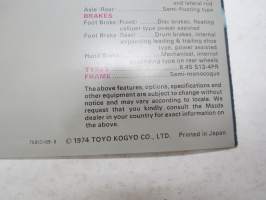 and lateral rod
Axle (Rear) Semi-floating type
BRAKES
Foot Brake (Front) Disc brakes, floating
caliper type power assisted
Foot Brake (Rear) Drum brakes, internal
expanding leading & trailing shoe
type, power assisted
Hand Brake Mechanical, internal
expanding type on rear wheels
TIRES 6.45 S13-4PR
FRAME Semi-monocoque
The above features, options, specifications and
other equipment are subject to change without
notice and may vary according to locale. We
request that you kindly consult the Mazda
dealer in your country for exact information on
the above.
© 1974 TOYO KOGYO CO., LTD. Printed in Japan